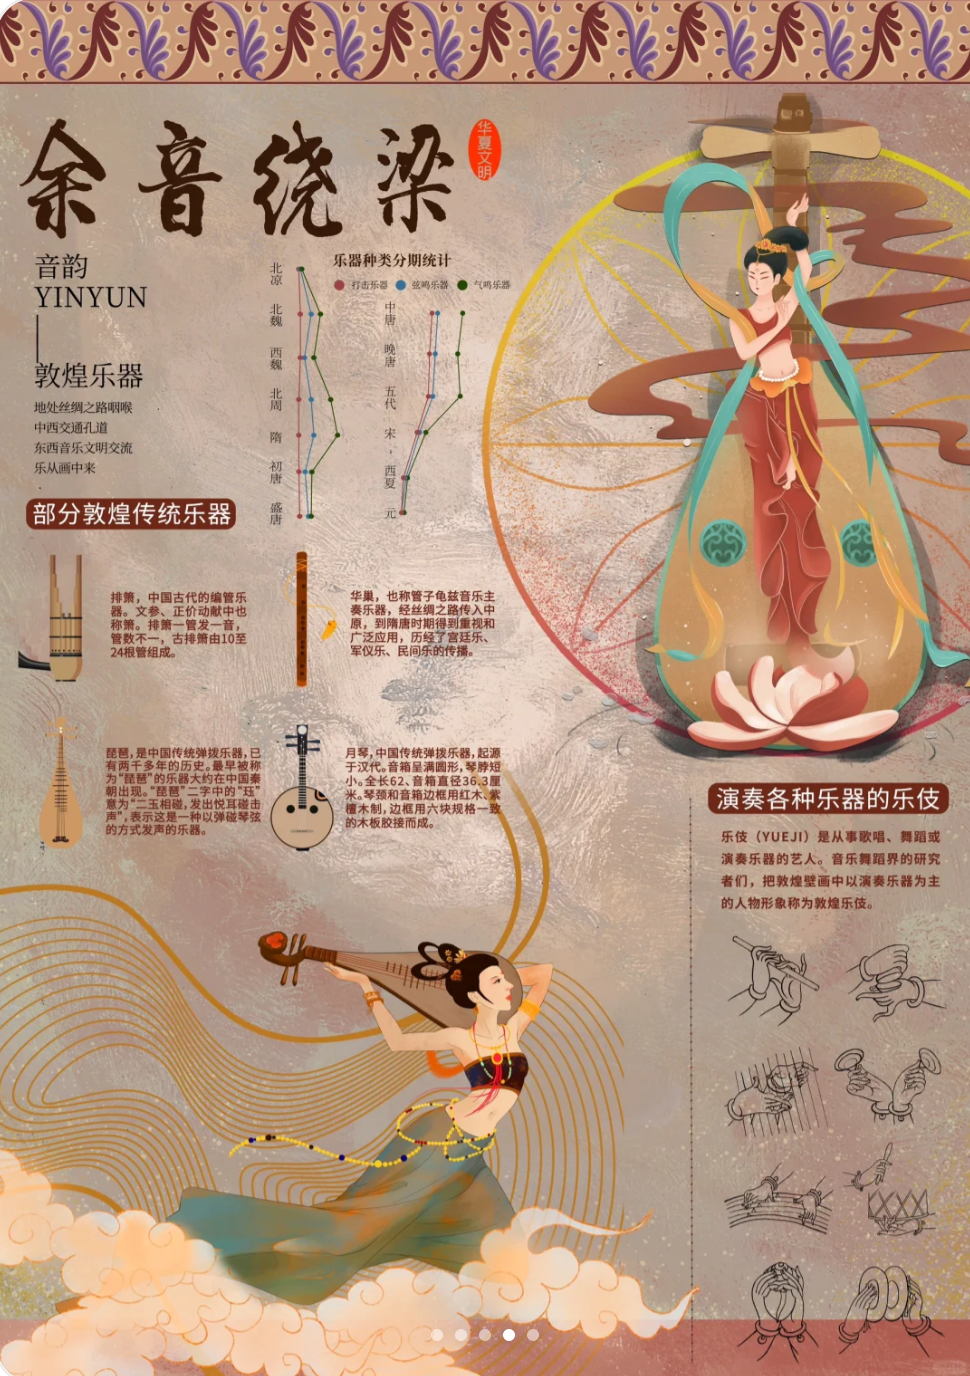 余音绕梁
华夏文明
音韵
YINYUN
敦煌乐器
地处丝绸之路咽喉
中西交通孔道
东西音乐文明交流
乐从画中来
乐器种类分期统计
打击乐器
弦鸣乐器
气鸣乐器
北凉
北魏
西魏
北周
隋
初唐
盛唐
中唐
晚唐
五代
宋，西夏
元
部分敦煌传统乐器
排箫，中国古代的编管乐
器。文参、正价动献中也
称箫。排箫一管发一音，
管数不一，古排箫由10至
24根管组成。
华巢，也称管子龟兹音乐主
奏乐器，经丝绸之路传入中
原，到隋唐时期得到重视和
广泛应用，历经了宫廷乐、
军仪乐、民间乐的传播。
琵琶，是中国传统弹拨乐器，已
有两千多年的历史。最早被称
为“琵琶”的乐器大约在中国秦
朝出现。“琵琶”二字中的“珏”
意为“二玉相碰，发出悦耳碰击
声”，表示这是一种以弹碰琴弦
的方式发声的乐器。
月琴，中国传统弹拨乐器，起源
于汉代。音箱呈满圆形，琴脖短
小。全长62、音箱直径36.3厘
米。琴颈和音箱边框用红木、紫
檀木制，边框用六块规格一致
的木板胶接而成。
演奏各种乐器的乐伎
乐伎（YUEJI）是从事歌唱、舞蹈或
演奏乐器的艺人。音乐舞蹈界的研究
者们，把敦煌壁画中以演奏乐器为主
的人物形象称为敦煌乐伎。